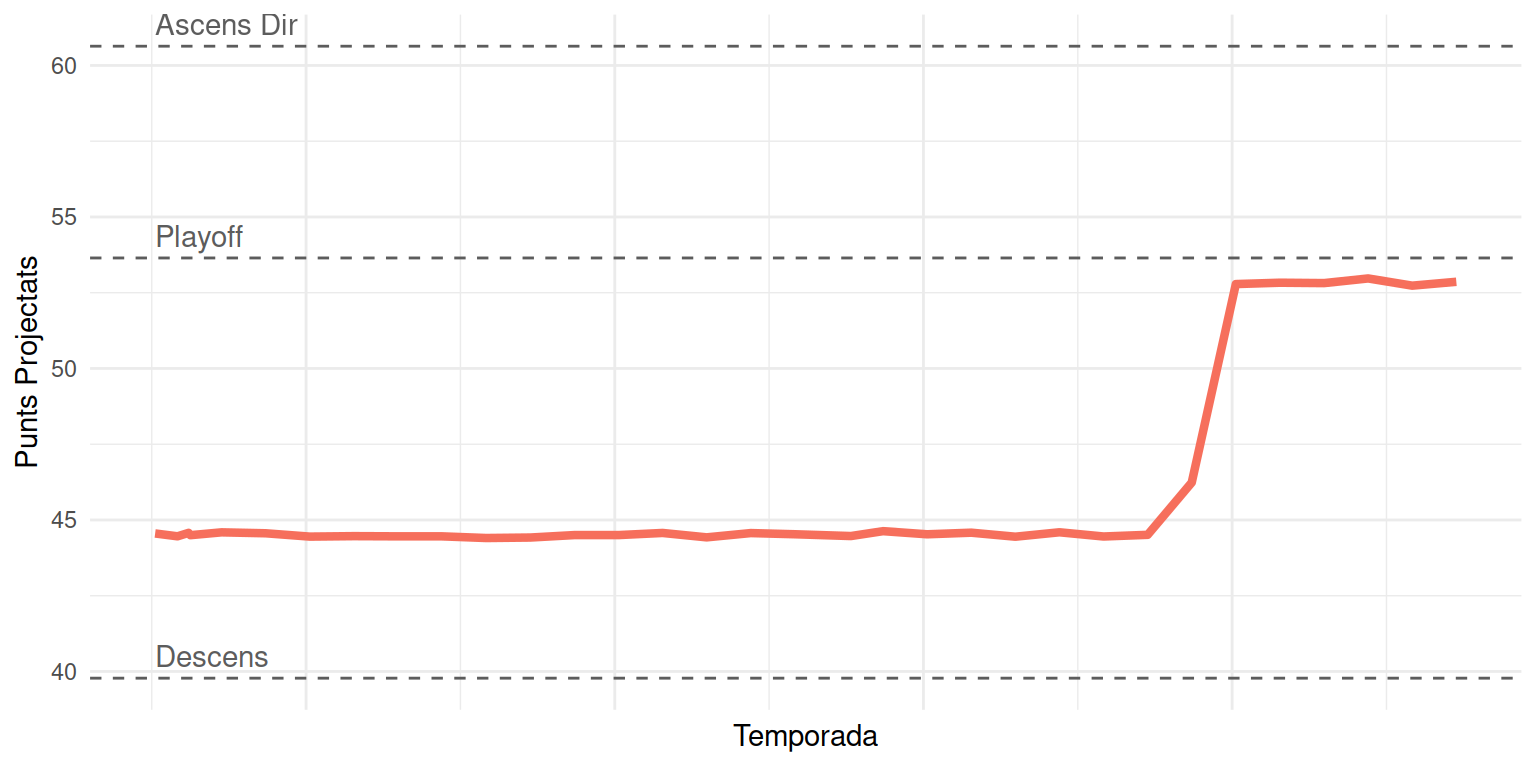 Ascens Dir
60
55
Playoff
Punts Projectats
50
45
Descens
40
Temporada